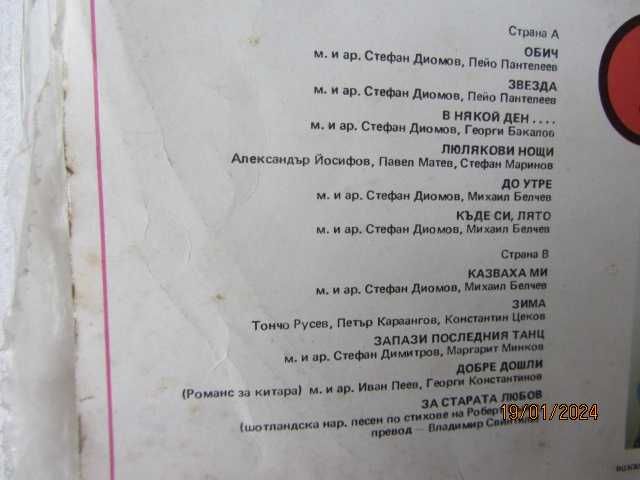 Страна А
ОБИЧ
м. и ар. Стефан Диомов, Пейо Пантелеев
ЗВЕЗДА
м. и ар. Стефан Диомов, Пейо Пантелеев
В НЯКОЙ ДЕН ....
м. и ар. Стефан Диомов, Георги Бакалов
ЛЮЛЯКОВИ НОЩИ
Александър Йосифов, Павел Матев, Стефан Маринов
ДО УТРЕ
м. и ар. Стефан Диомов, Михаил Белчев
КЪДЕ СИ, ЛЯТО
м. и ар. Стефан Диомов, Михаил Белчев
Страна В
КАЗВАХА МИ
м. и ар. Стефан Диомов, Михаил Белчев
ЗИМА
Тончо Русев, Петър Караангов, Константин Цеков
ЗАПАЗИ ПОСЛЕДНИЯ ТАНЦ
м. и ар. Стефан Димитров, Маргарит Минков
ДОБРЕ ДОШЛИ
(Романс за китара) м. и ар. Иван Пеев, Георги Константинов
ЗА СТАРАТА ЛЮБОВ
(шотландска нар. песен по стихове на Робер
превод — Владимир
19/01/2024